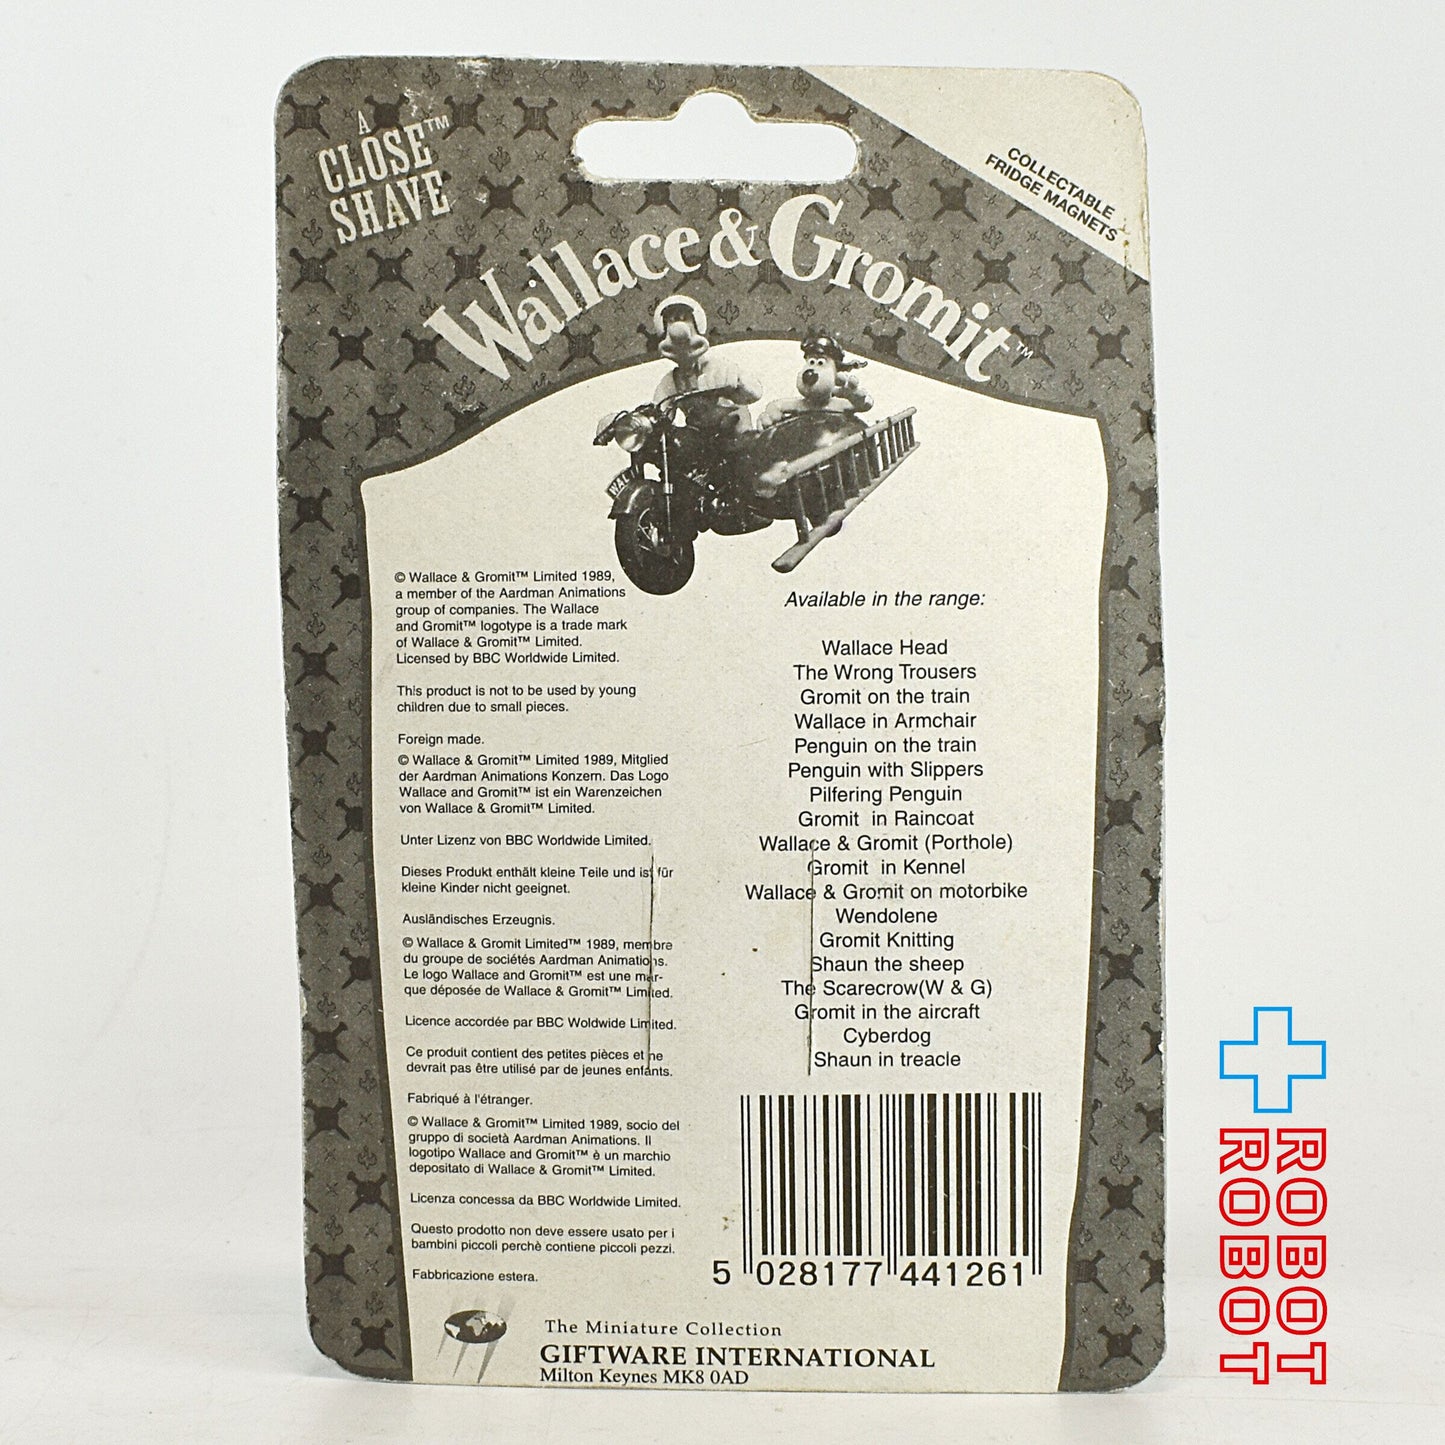 A
CLOSE™
SHAVE
COLLECTABLE
FRIDGE MAGNETS
Wallace & Gromit™
WAL 1
© Wallace & Gromit™ Limited 1989,
a member of the Aardman Animations
group of companies. The Wallace
and Gromit™ logotype is a trade mark
of Wallace & Gromit™ Limited.
Licensed by BBC Worldwide Limited.
This product is not to be used by young
children due to small pieces.
Foreign made.
© Wallace & Gromit™ Limited 1989, Mitglied
der Aardman Animations Konzern. Das Logo
Wallace and Gromit™ ist ein Warenzeichen
von Wallace & Gromit™ Limited.
Unter Lizenz von BBC Worldwide Limited.
Dieses Produkt enthält kleine Teile und ist für
kleine Kinder nicht geeignet.
Ausländisches Erzeugnis.
© Wallace & Gromit Limited™ 1989, membre
du groupe de sociétés Aardman Animations.
Le logo Wallace and Gromit™ est une mar-
que déposée de Wallace & Gromit™ Limited.
Licence accordée par BBC Woldwide Limited.
Ce produit contient des petites pièces et ne
devrait pas être utilisé par de jeunes enfants.
Fabriqué à l'étranger.
© Wallace & Gromit™ Limited 1989, socio del
gruppo di società Aardman Animations. Il
logotipo Wallace and Gromit™ è un marchio
depositato di Wallace & Gromit™ Limited.
Licenza concessa da BBC Worldwide Limited.
Questo prodotto non deve essere usato per i
bambini piccoli perchè contiene piccoli pezzi.
Fabbricazione estera.
Available in the range:
Wallace Head
The Wrong Trousers
Gromit on the train
Wallace in Armchair
Penguin on the train
Penguin with Slippers
Pilfering Penguin
Gromit in Raincoat
Wallace & Gromit (Porthole)
Gromit in Kennel
Wallace & Gromit on motorbike
Wendolene
Gromit Knitting
Shaun the sheep
The Scarecrow(W & G)
Gromit in the aircraft
Cyberdog
Shaun in treacle
5 028177 441261
The Miniature Collection
GIFTWARE INTERNATIONAL
Milton Keynes MK8 0AD
ROBOT
ROBOT